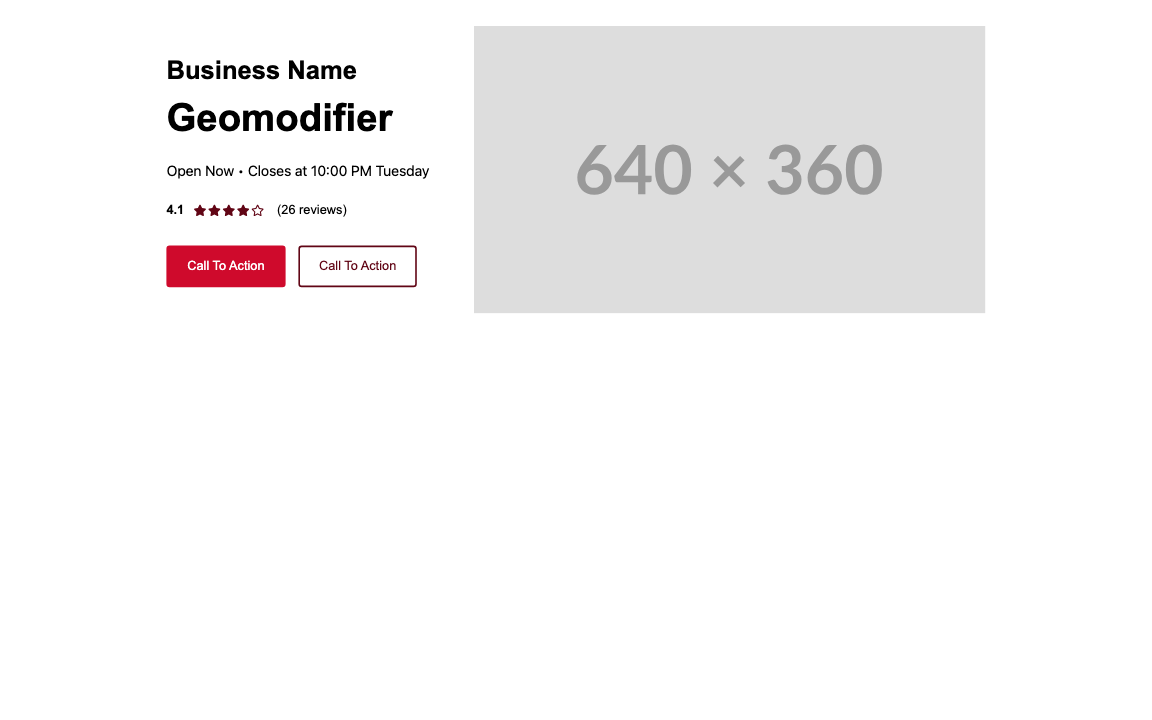 Business Name
Geomodifier
Open Now • Closes at 10:00 PM Tuesday
4.1 ★★★★☆ (26 reviews)
Call To Action
Call To Action
640 × 360